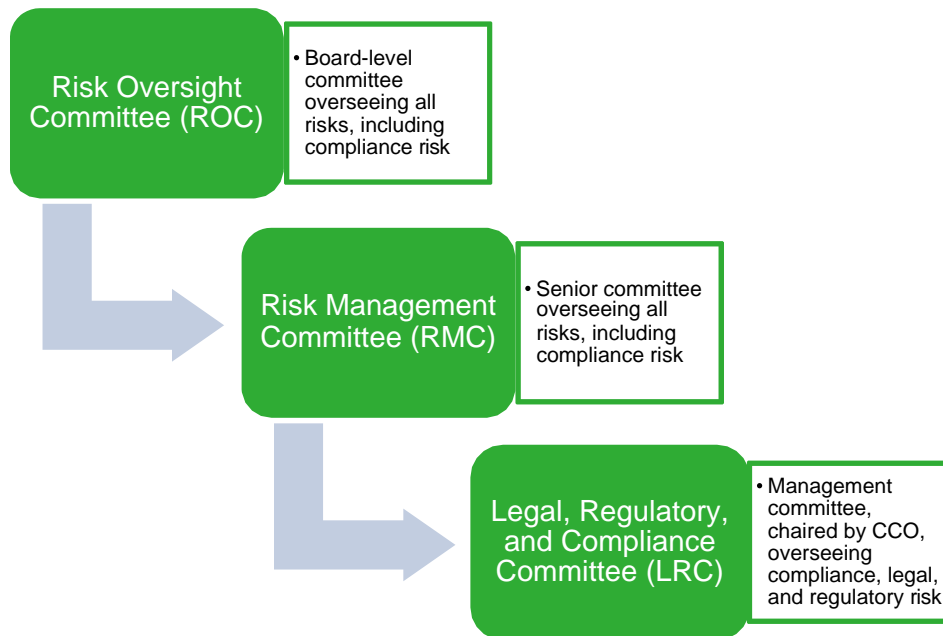 Risk Oversight
Committee (ROC)
• Board-level
committee
overseeing all
risks, including
compliance risk
Risk Management
Committee (RMC)
• Senior committee
overseeing all
risks, including
compliance risk
Legal, Regulatory,
and Compliance
Committee (LRC)
• Management
committee,
chaired by CCO,
overseeing
compliance, legal,
and regulatory risk